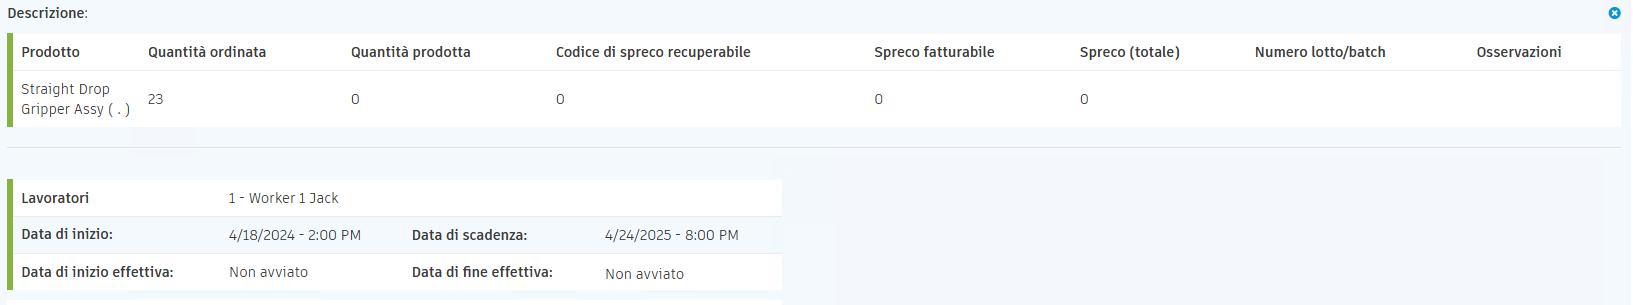 Descrizione:
Prodotto Quantità ordinata Quantità prodotta Codice di spreco recuperabile Spreco fatturabile Spreco (totale) Numero lotto/batch Osservazioni
Straight Drop
Gripper Assy ( . ) 23 0 0 0 0
Lavoratori 1 - Worker 1 Jack
Data di inizio: 4/18/2024 - 2:00 PM Data di scadenza: 4/24/2025 - 8:00 PM
Data di inizio effettiva: Non avviato Data di fine effettiva: Non avviato